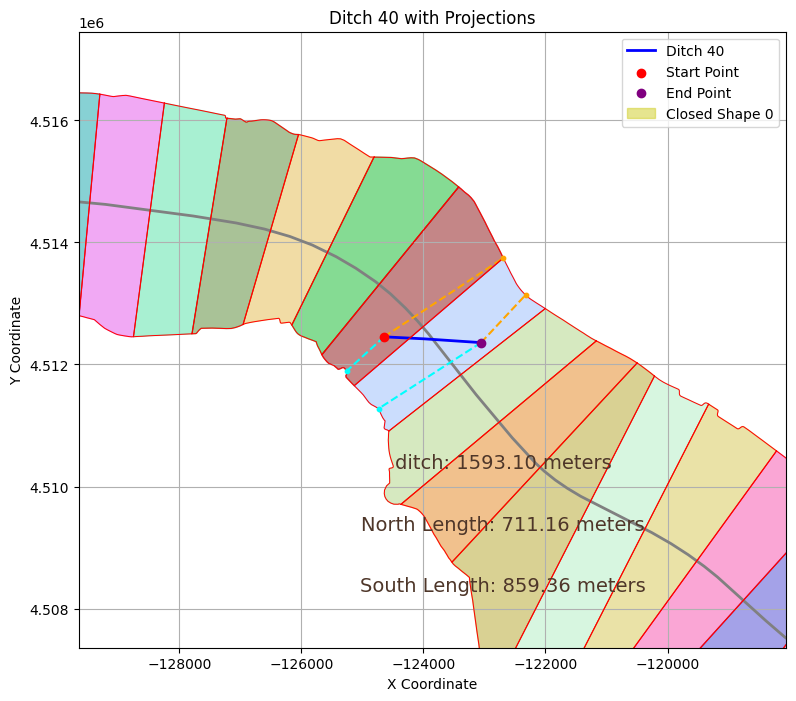 Ditch 40 with Projections
1e6
Ditch 40
Start Point
End Point
Closed Shape 0
4.516
4.514
4.512
4.510
4.508
Y Coordinate
ditch: 1593.10 meters
North Length: 711.16 meters
South Length: 859.36 meters
−128000 −126000 −124000 −122000 −120000
X Coordinate